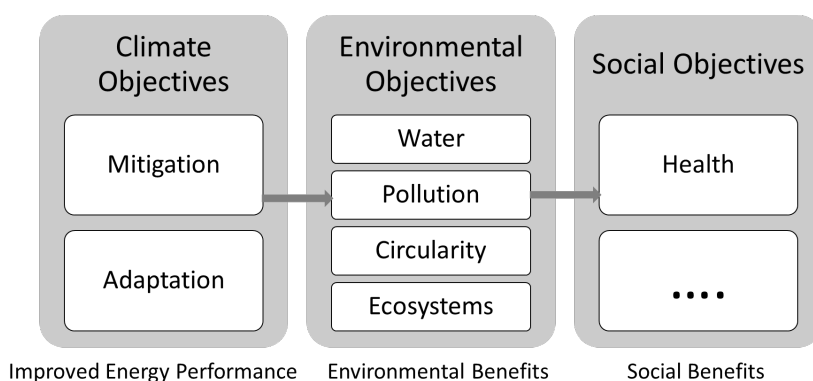 Climate
Objectives
Mitigation
Adaptation
Improved Energy Performance
Environmental
Objectives
Water
Pollution
Circularity
Ecosystems
Environmental Benefits
Social Objectives
Health
....
Social Benefits